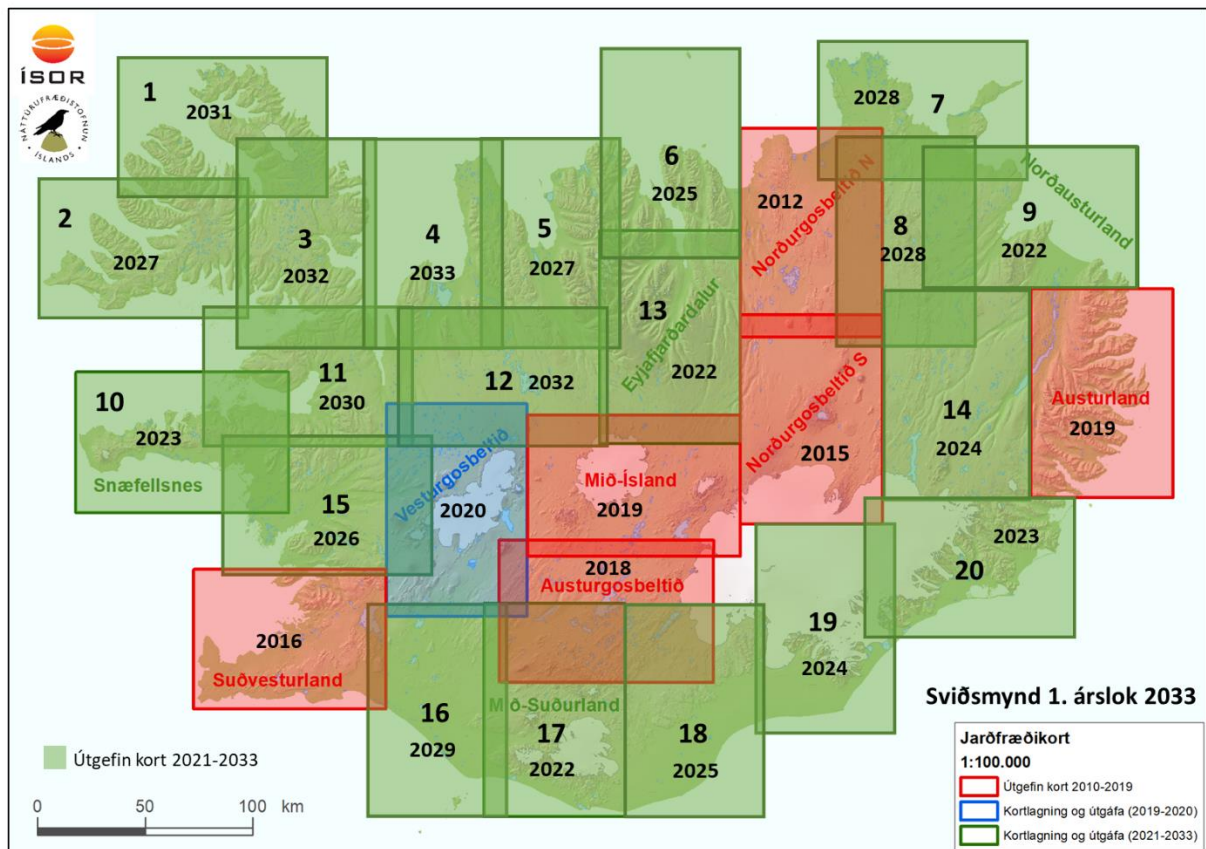 ÍSOR
NÁTTÚRUFRÆÐISTOFNUN
ÍSLANDS
1
2031
2
2027
3
2032
4
2033
5
2027
6
2025
2028
7
2012
Norðurgosbeltið N
8
2028
Norðausturland
9
2022
10
2023
Snæfellsnes
11
2030
12
2032
13
Eyjafjarðardalur
2022
Norðurgosbeltið S
2015
14
2024
Austurland
2019
15
2026
Vesturgosbeltið
2020
Mið-Ísland
2019
2018
Austurgosbeltið
2023
20
2016
Suðvesturland
16
2029
Mið-Suðurland
17
2022
18
2025
19
2024
Sviðsmynd 1. árslok 2033
Útgefin kort 2021-2033
0 50 100 km
Jarðfræðikort
1:100.000
Útgefin kort 2010-2019
Kortlagning og útgáfa (2019-2020)
Kortlagning og útgáfa (2021-2033)